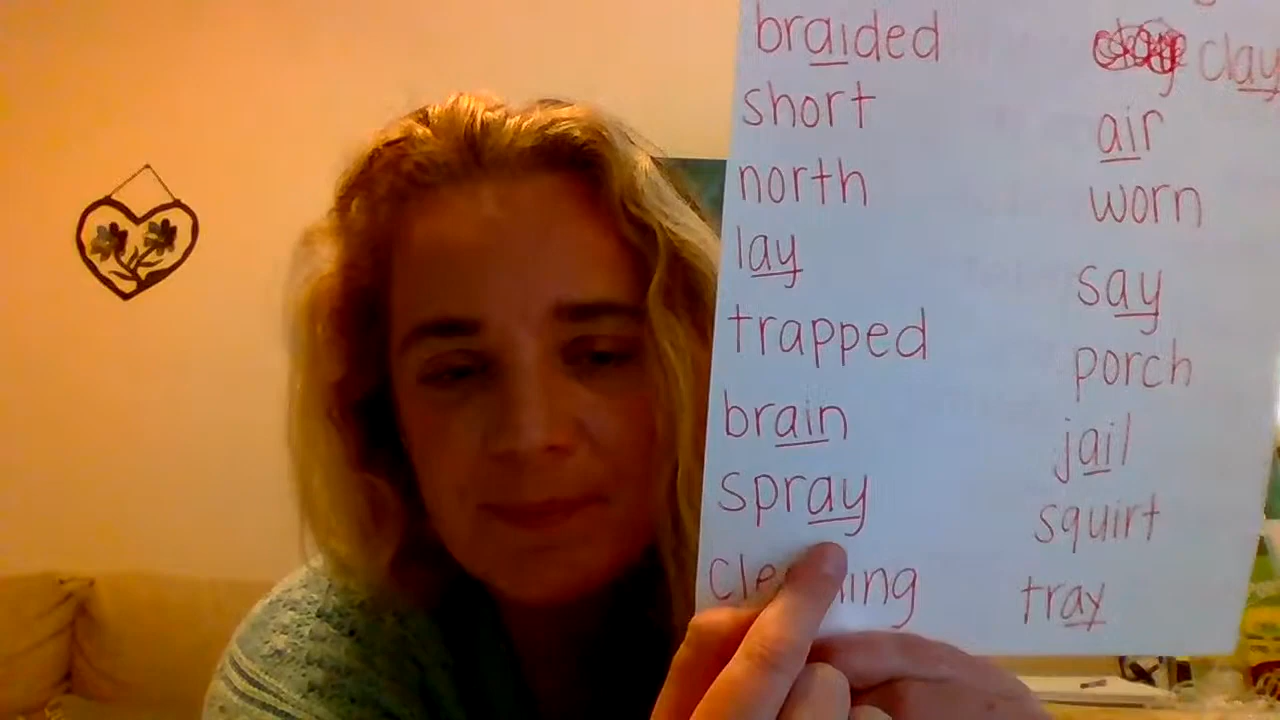 braided clay
short air
north worn
lay say
trapped porch
brain jail
spray squirt
tray